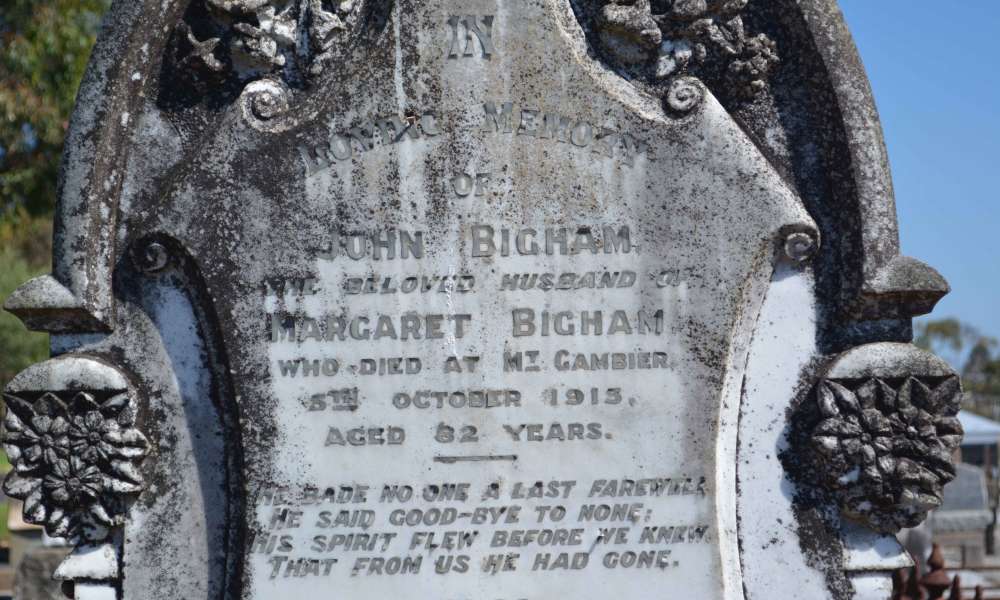 IN
LOVING MEMORY
OF
JOHN BIGHAM
THE BELOVED HUSBAND OF
MARGARET BIGHAM
WHO DIED AT MT. GAMBIER,
5TH OCTOBER 1915,
AGED 82 YEARS.
HE BADE NO ONE A LAST FAREWELL
HE SAID GOOD-BYE TO NONE;
HIS SPIRIT FLEW BEFORE WE KNEW
THAT FROM US HE HAD GONE.